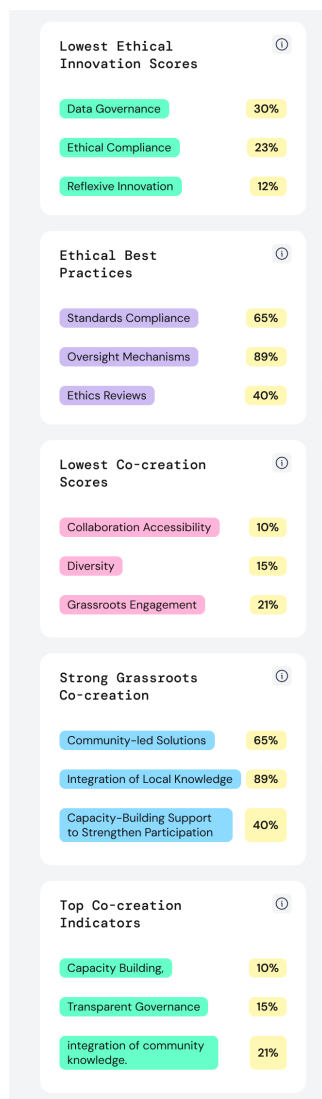 Lowest Ethical
Innovation Scores
Data Governance 30%
Ethical Compliance 23%
Reflexive Innovation 12%
Ethical Best
Practices
Standards Compliance 65%
Oversight Mechanisms 89%
Ethics Reviews 40%
Lowest Co-creation
Scores
Collaboration Accessibility 10%
Diversity 15%
Grassroots Engagement 21%
Strong Grassroots
Co-creation
Community-led Solutions 65%
Integration of Local Knowledge 89%
Capacity-Building Support
to Strengthen Participation 40%
Top Co-creation
Indicators
Capacity Building, 10%
Transparent Governance 15%
integration of community
knowledge. 21%